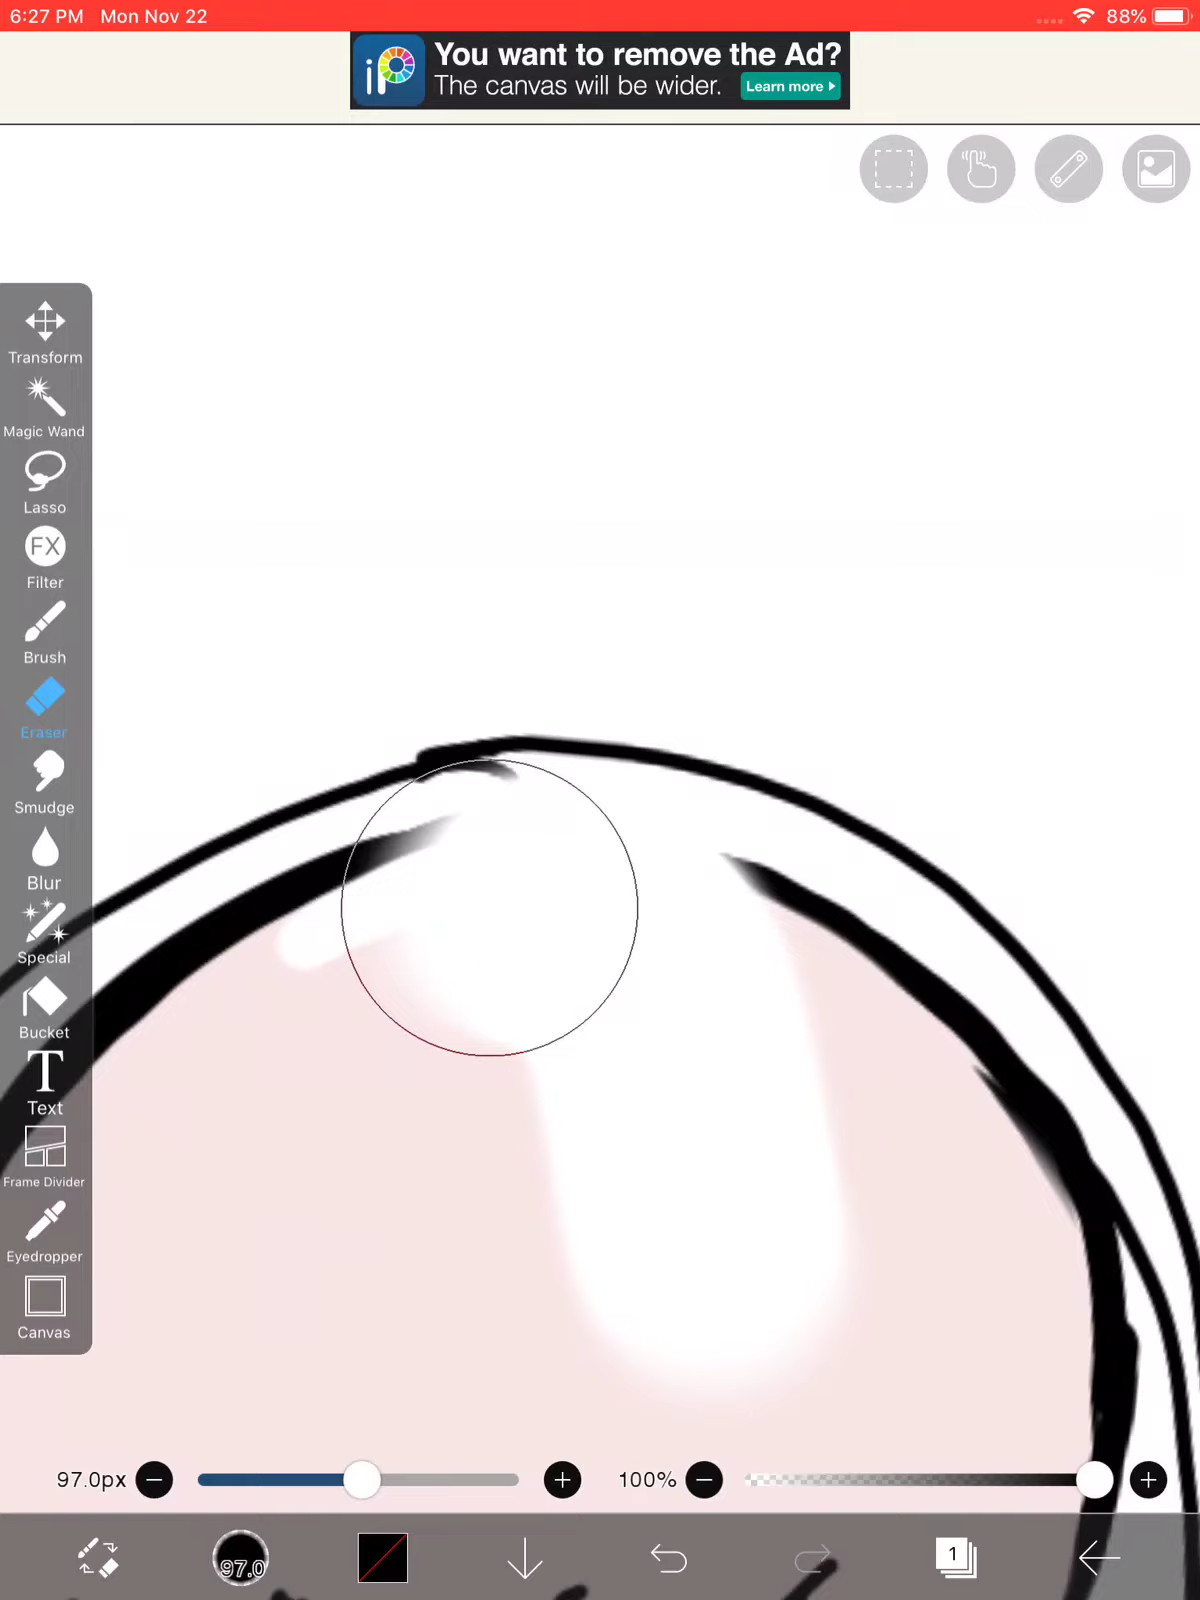 6:27 PM Mon Nov 22
88%
iP
You want to remove the Ad?
The canvas will be wider.
Learn more
Transform
Magic Wand
Lasso
FX
Filter
Brush
Eraser
Smudge
Blur
Special
Bucket
T
Text
Frame Divider
Eyedropper
Canvas
97.0px
100%
97.0
1